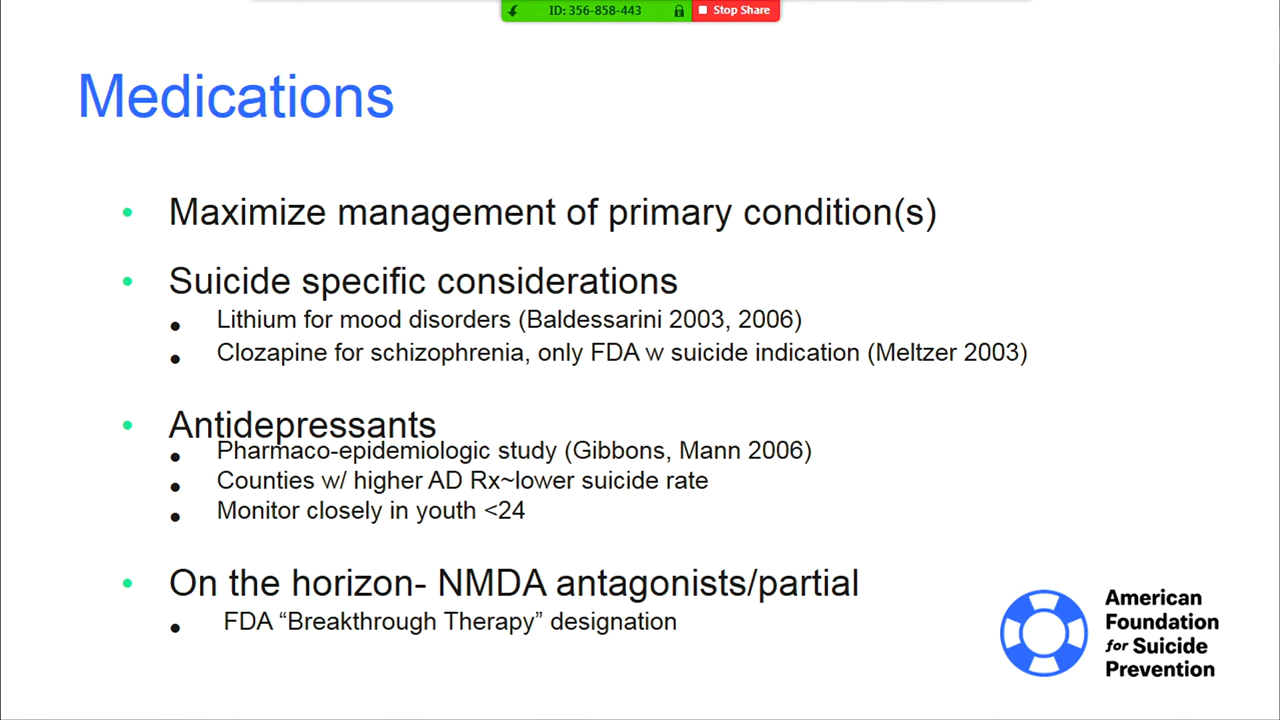 ID: 356-858-443
Stop Share
Medications
• Maximize management of primary condition(s)
• Suicide specific considerations
• Lithium for mood disorders (Baldessarini 2003, 2006)
• Clozapine for schizophrenia, only FDA w suicide indication (Meltzer 2003)
• Antidepressants
• Pharmaco-epidemiologic study (Gibbons, Mann 2006)
• Counties w/ higher AD Rx~lower suicide rate
• Monitor closely in youth <24
• On the horizon- NMDA antagonists/partial
• FDA “Breakthrough Therapy” designation
American
Foundation
for Suicide
Prevention